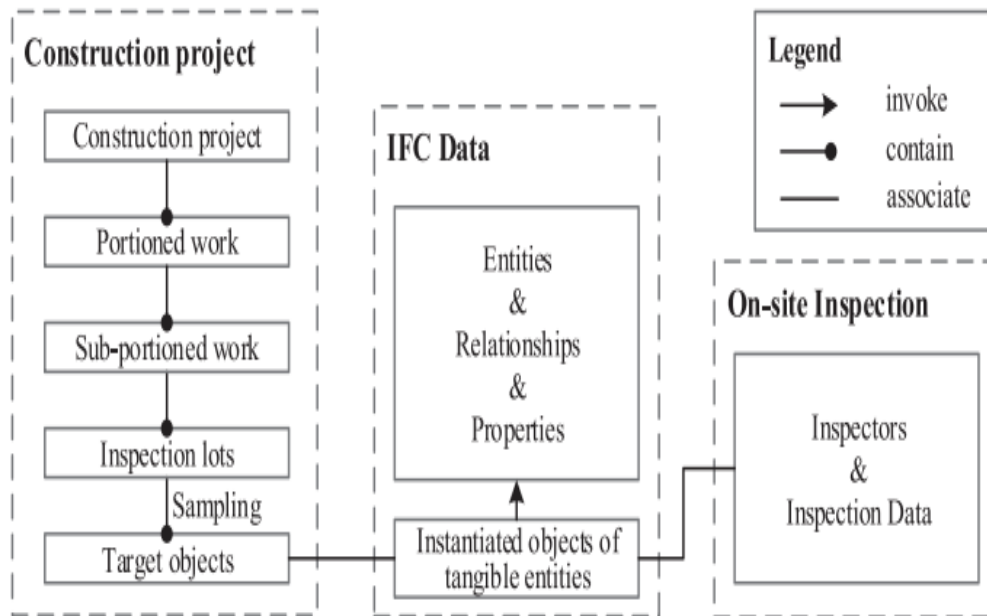 Construction project
Construction project
Portioned work
Sub-portioned work
Inspection lots
Sampling
Target objects
IFC Data
Entities
&
Relationships
&
Properties
Instantiated objects of
tangible entities
Legend
invoke
contain
associate
On-site Inspection
Inspectors
&
Inspection Data